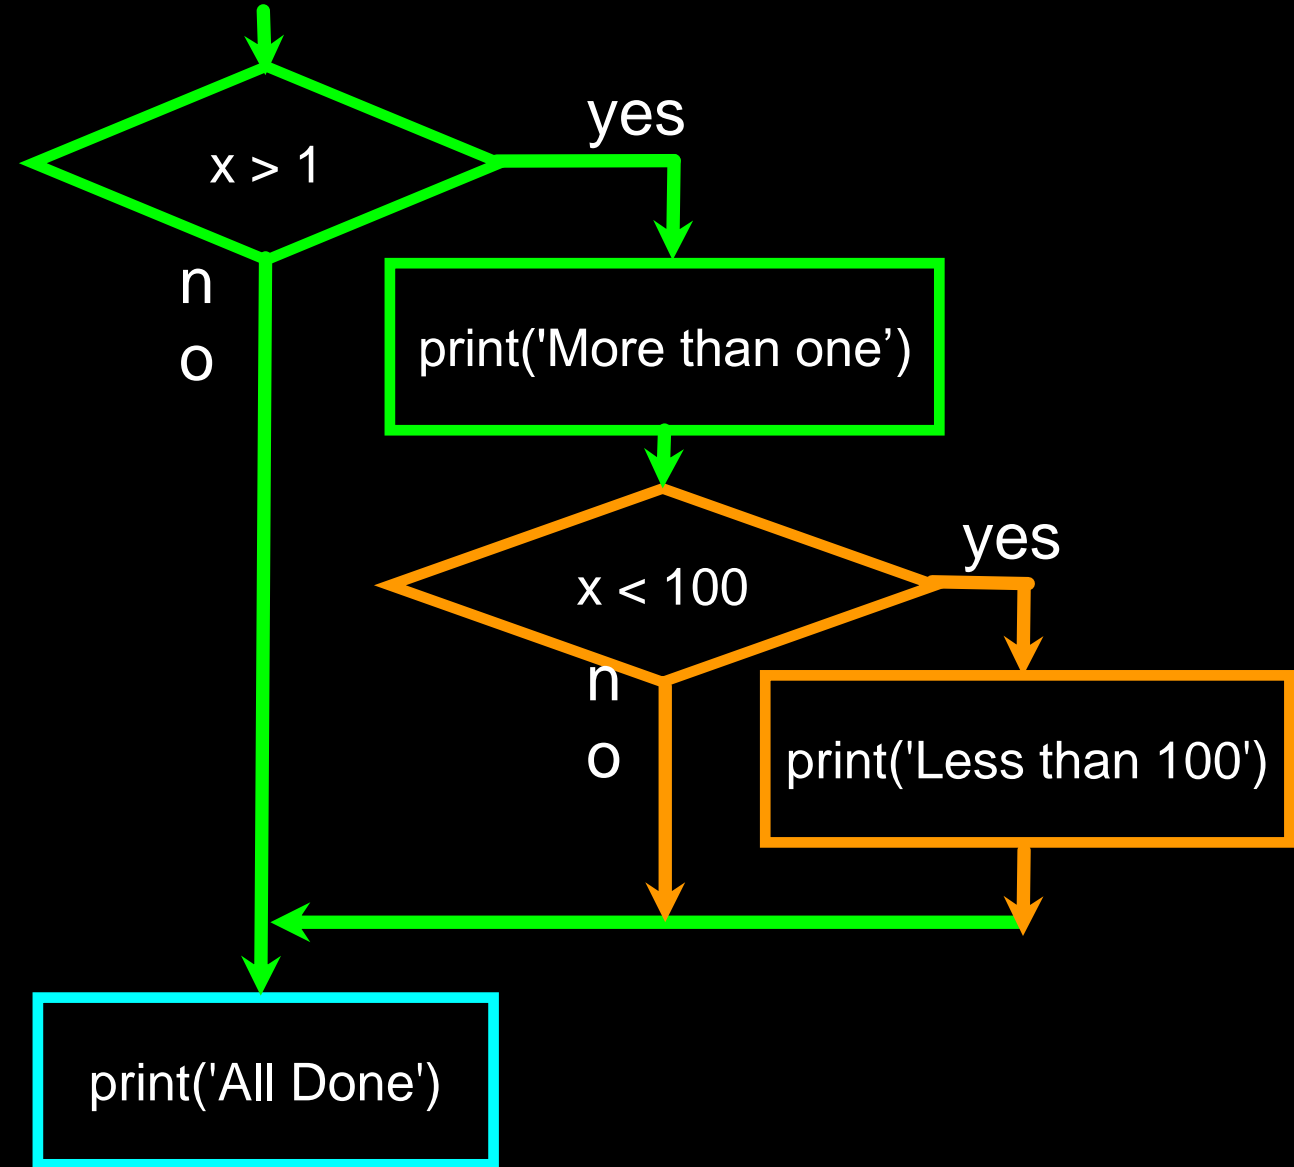 yes
x > 1
n
o
print('More than one’)
yes
x < 100
n
o
print('Less than 100')
print('All Done')